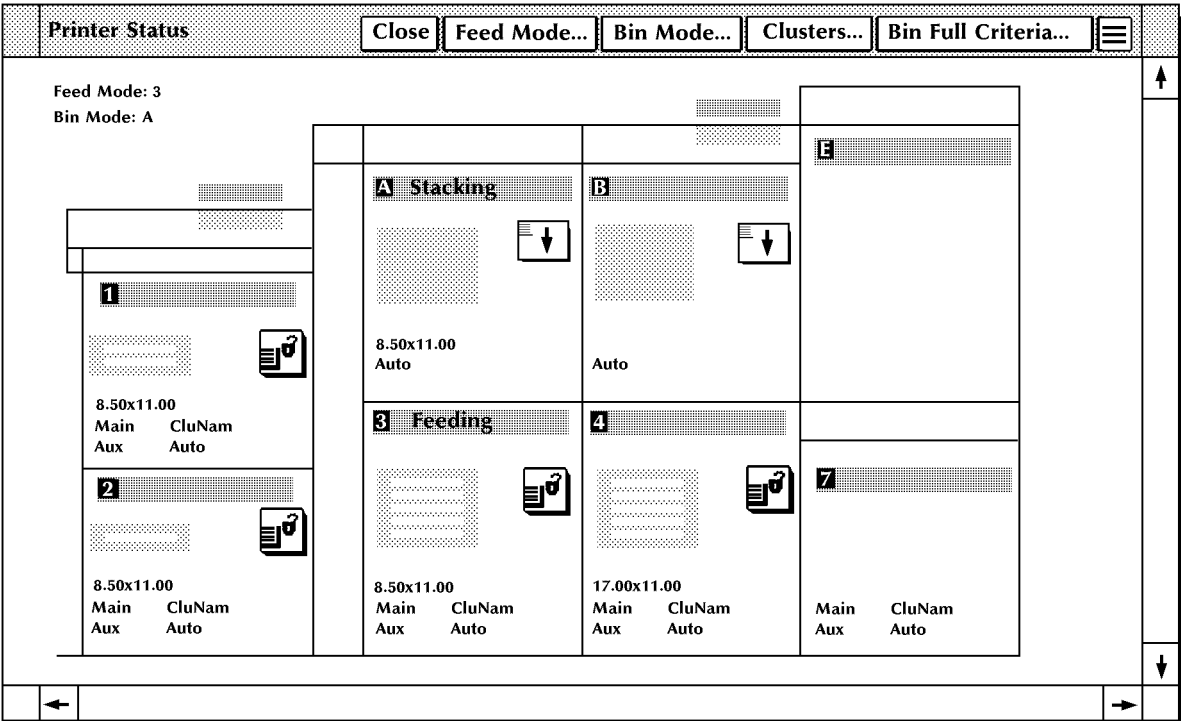 Printer Status
Close
Feed Mode...
Bin Mode...
Clusters...
Bin Full Criteria...
Feed Mode: 3
Bin Mode: A
1
8.50x11.00
Main CluNam
Aux Auto
2
8.50x11.00
Main CluNam
Aux Auto
A Stacking
8.50x11.00
Auto
B
Auto
E
3 Feeding
8.50x11.00
Main CluNam
Aux Auto
4
17.00x11.00
Main CluNam
Aux Auto
7
Main CluNam
Aux Auto